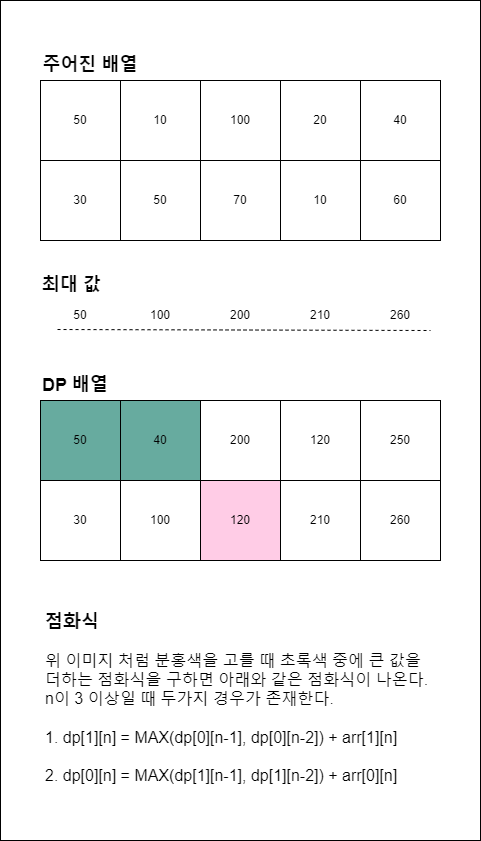 주어진 배열
50 10 100 20 40
30 50 70 10 60
최대 값
50 100 200 210 260
DP 배열
50 40 200 120 250
30 100 120 210 260
점화식
위 이미지 처럼 분홍색을 고를 때 초록색 중에 큰 값을
더하는 점화식을 구하면 아래와 같은 점화식이 나온다.
n이 3 이상일 때 두가지 경우가 존재한다.
1. dp[1][n] = MAX(dp[0][n-1], dp[0][n-2]) + arr[1][n]
2. dp[0][n] = MAX(dp[1][n-1], dp[1][n-2]) + arr[0][n]